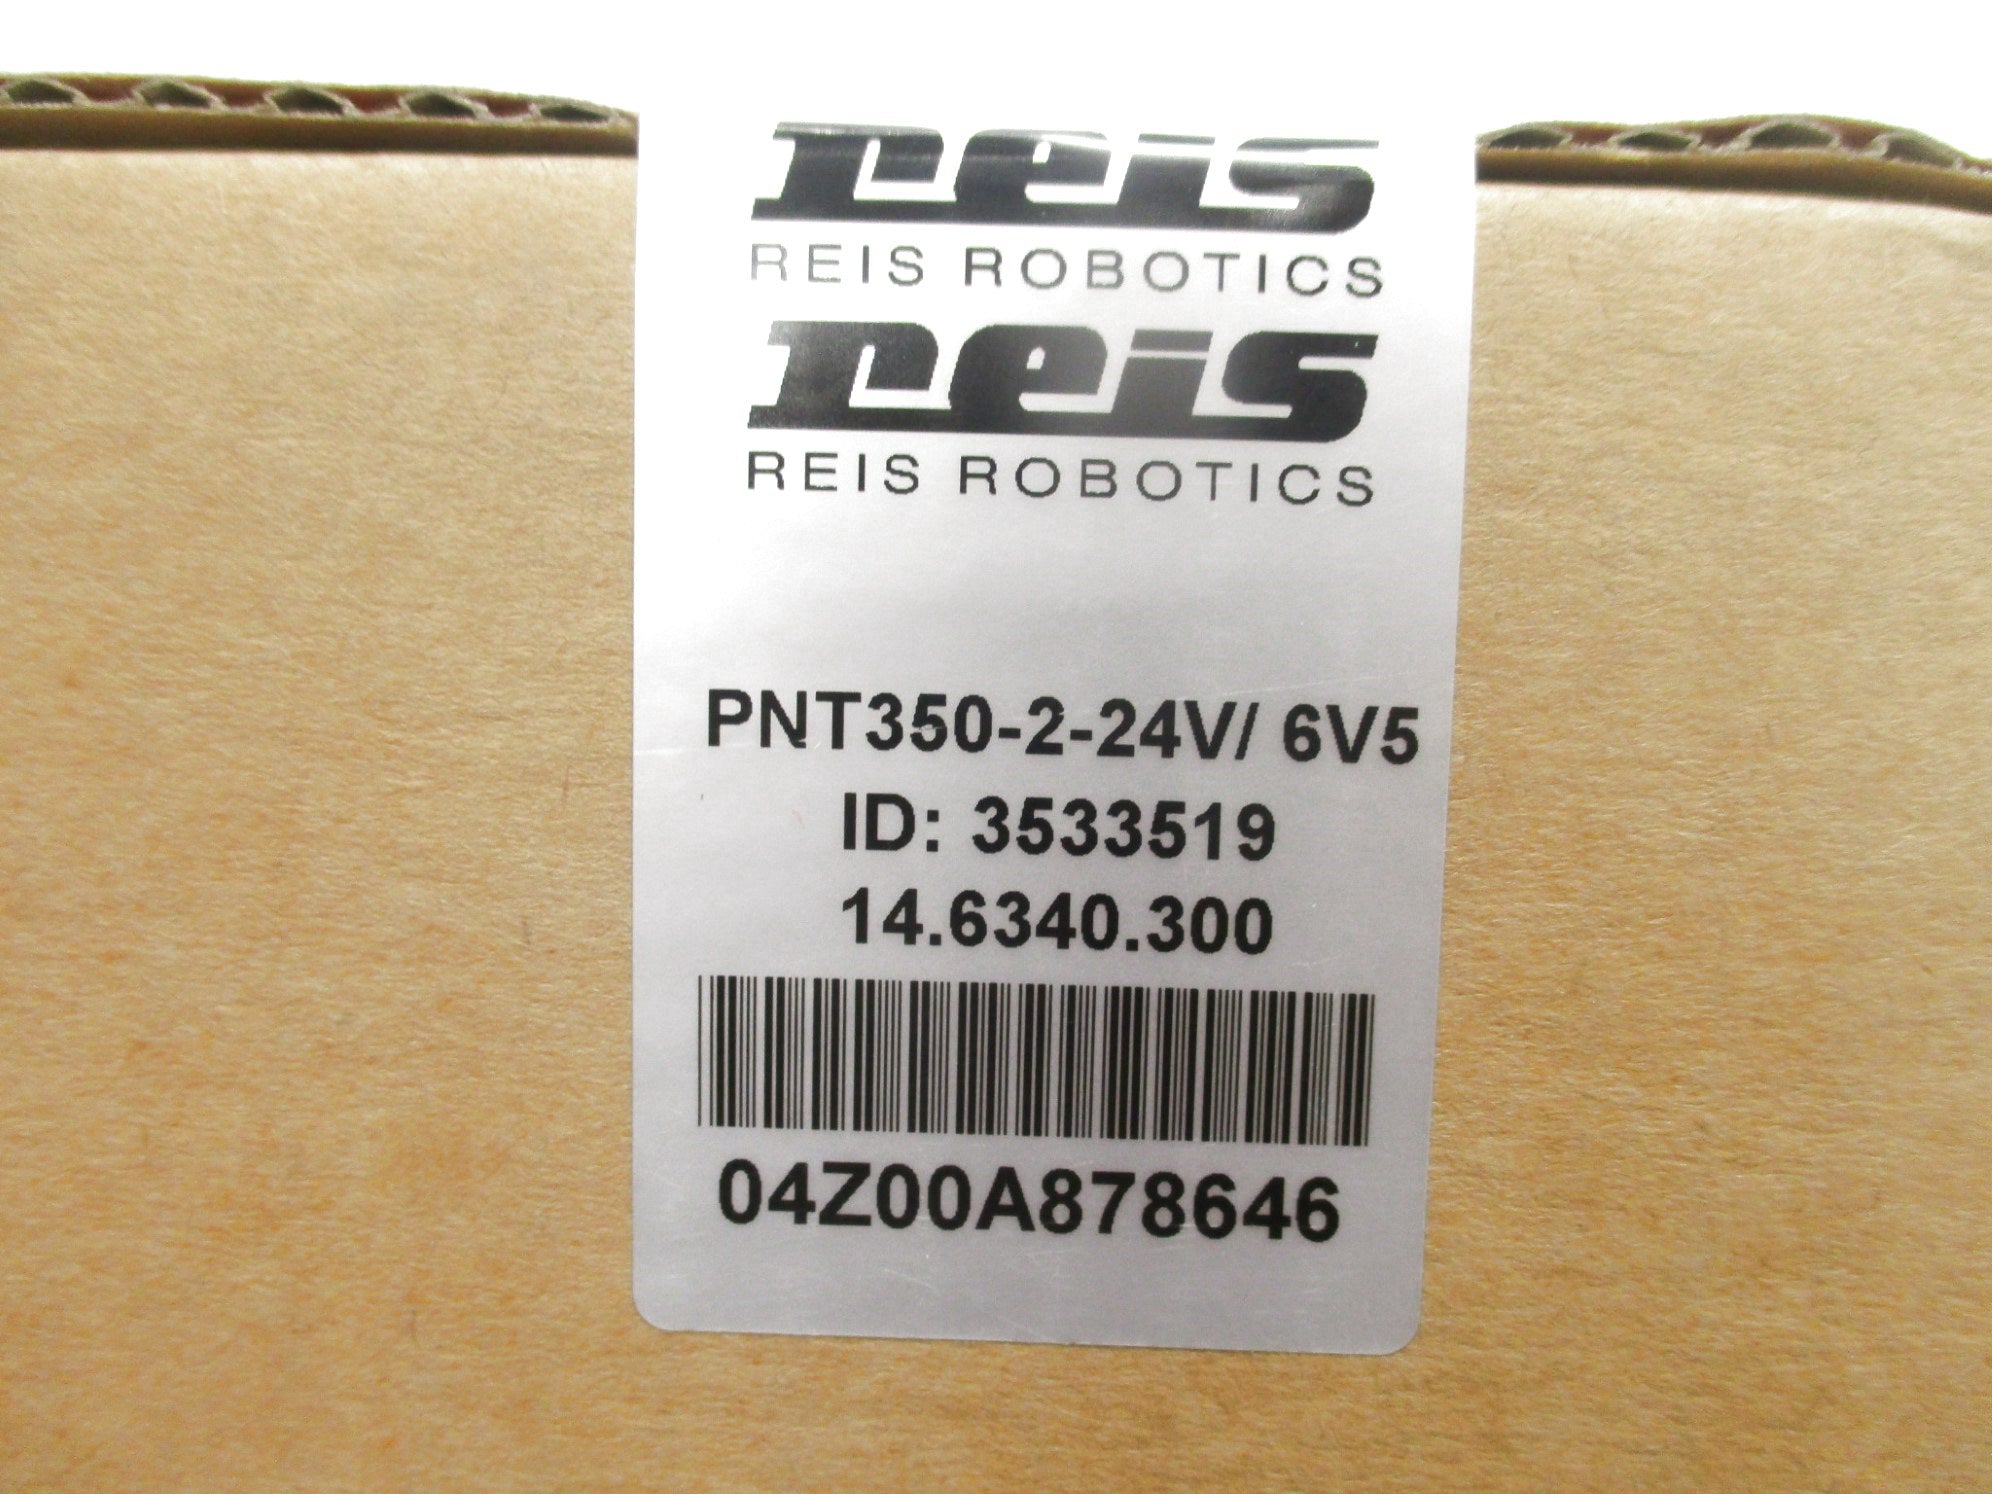 reis
REIS ROBOTICS
reis
REIS ROBOTICS
PNT350-2-24V/ 6V5
ID: 3533519
14.6340.300
04Z00A878646